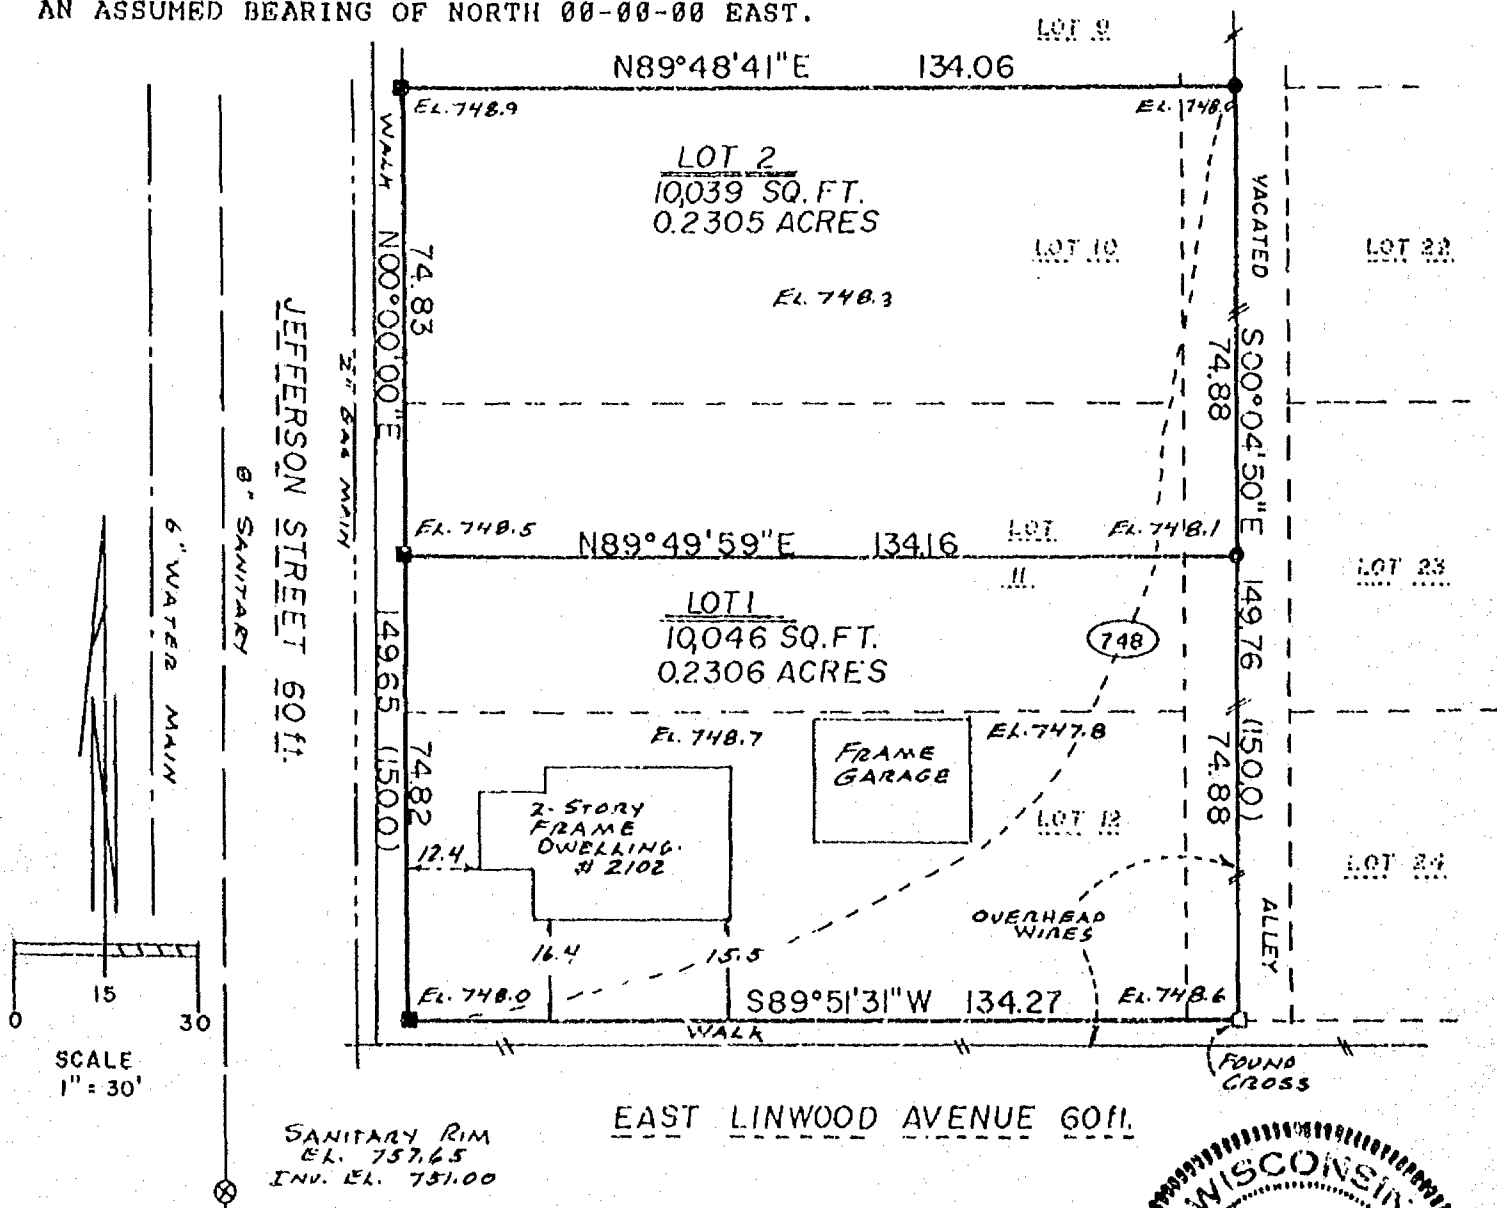 AN ASSUMED BEARING OF NORTH 00-00-00 EAST.
LOT 9
N89°48'41"E 134.06
EL. 748.9
EL. 748.0
WALK
LOT 2
10,039 SQ. FT.
0.2305 ACRES
VACATED
LOT 10
LOT 22
N00°00'00"E
74.83
EL. 748.3
S00°04'50"E
74.88
JEFFERSON STREET 60ft.
2" GAS MAIN
8" SANITARY
6" WATER MAIN
EL. 748.5
N89°49'59"E 134.16
LOT
11
EL. 748.1
LOT 23
LOT 1
10,046 SQ. FT.
0.2306 ACRES
748
149.65 (150.0)
149.76 (150.0)
74.82
74.88
EL. 748.7
EL. 747.8
FRAME
GARAGE
2-STORY
FRAME
DWELLING
# 2102
LOT 12
LOT 24
12.4
OVERHEAD
WIRES
ALLEY
16.4
15.5
EL. 748.0
S89°51'31"W 134.27
EL. 748.6
WALK
0
15
30
SCALE
1" = 30'
FOUND
CROSS
EAST LINWOOD AVENUE 60ft.
SANITARY RIM
EL. 757.65
INV. EL. 751.00
WISCONSIN